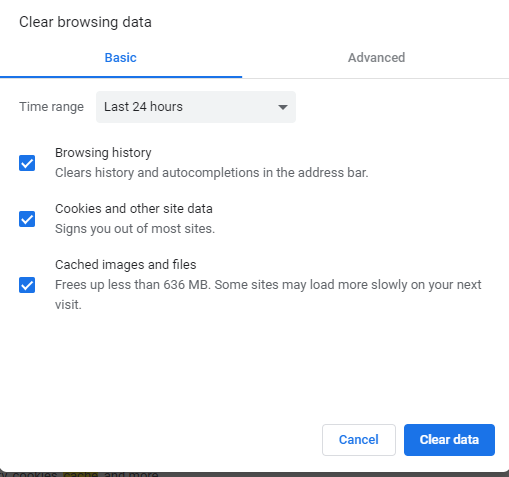 Clear browsing data
Basic
Advanced
Time range
Last 24 hours
Browsing history
Clears history and autocompletions in the address bar.
Cookies and other site data
Signs you out of most sites.
Cached images and files
Frees up less than 636 MB. Some sites may load more slowly on your next
visit.
Cancel
Clear data
cookies, cache, and more